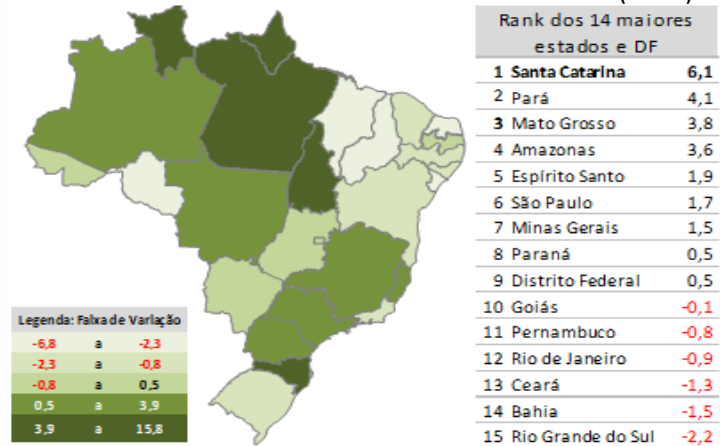 Rank dos 14 maiores
estados e DF
1 Santa Catarina 6,1
2 Pará 4,1
3 Mato Grosso 3,8
4 Amazonas 3,6
5 Espírito Santo 1,9
6 São Paulo 1,7
7 Minas Gerais 1,5
8 Paraná 0,5
9 Distrito Federal 0,5
10 Goiás -0,1
11 Pernambuco -0,8
12 Rio de Janeiro -0,9
13 Ceará -1,3
14 Bahia -1,5
15 Rio Grande do Sul -2,2
Legenda: Faixa de Variação
-6,8 a -2,3
-2,3 a -0,8
-0,8 a 0,5
0,5 a 3,9
3,9 a 15,8